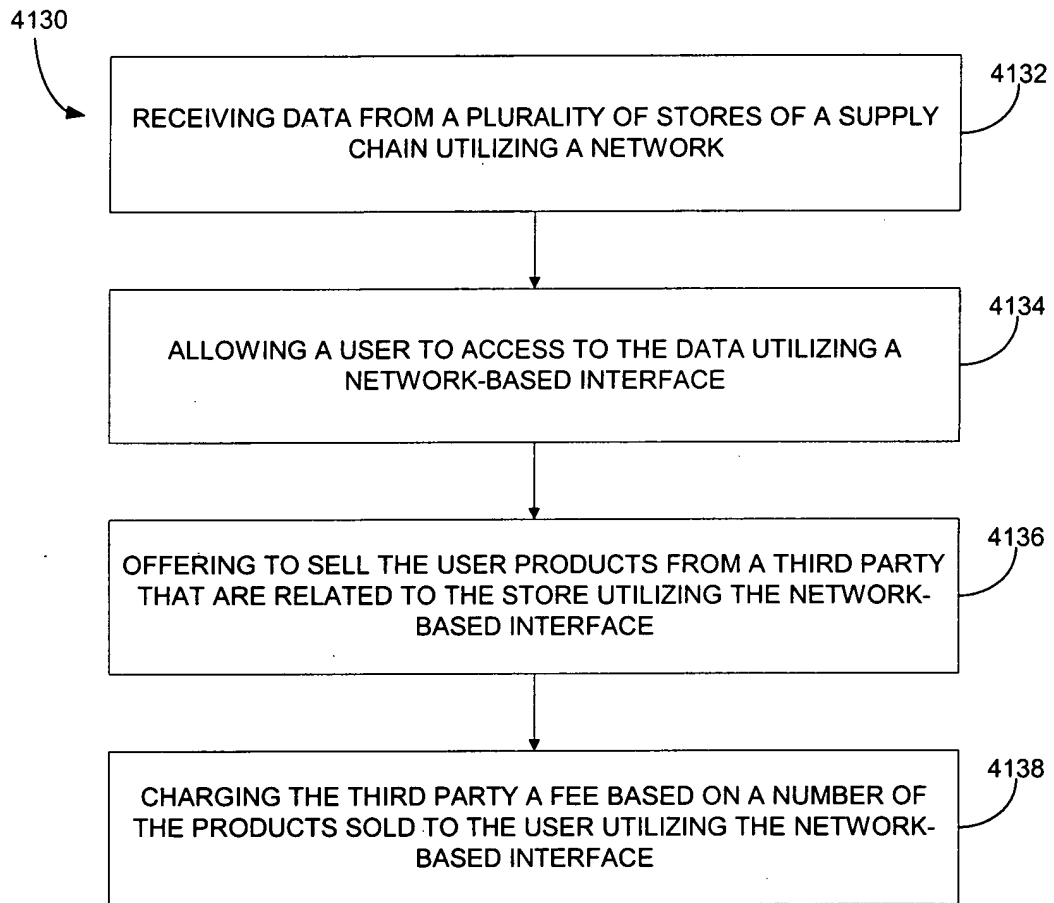 4130
4132
RECEIVING DATA FROM A PLURALITY OF STORES OF A SUPPLY
CHAIN UTILIZING A NETWORK
4134
ALLOWING A USER TO ACCESS TO THE DATA UTILIZING A
NETWORK-BASED INTERFACE
4136
OFFERING TO SELL THE USER PRODUCTS FROM A THIRD PARTY
THAT ARE RELATED TO THE STORE UTILIZING THE NETWORK-
BASED INTERFACE
4138
CHARGING THE THIRD PARTY A FEE BASED ON A NUMBER OF
THE PRODUCTS SOLD TO THE USER UTILIZING THE NETWORK-
BASED INTERFACE